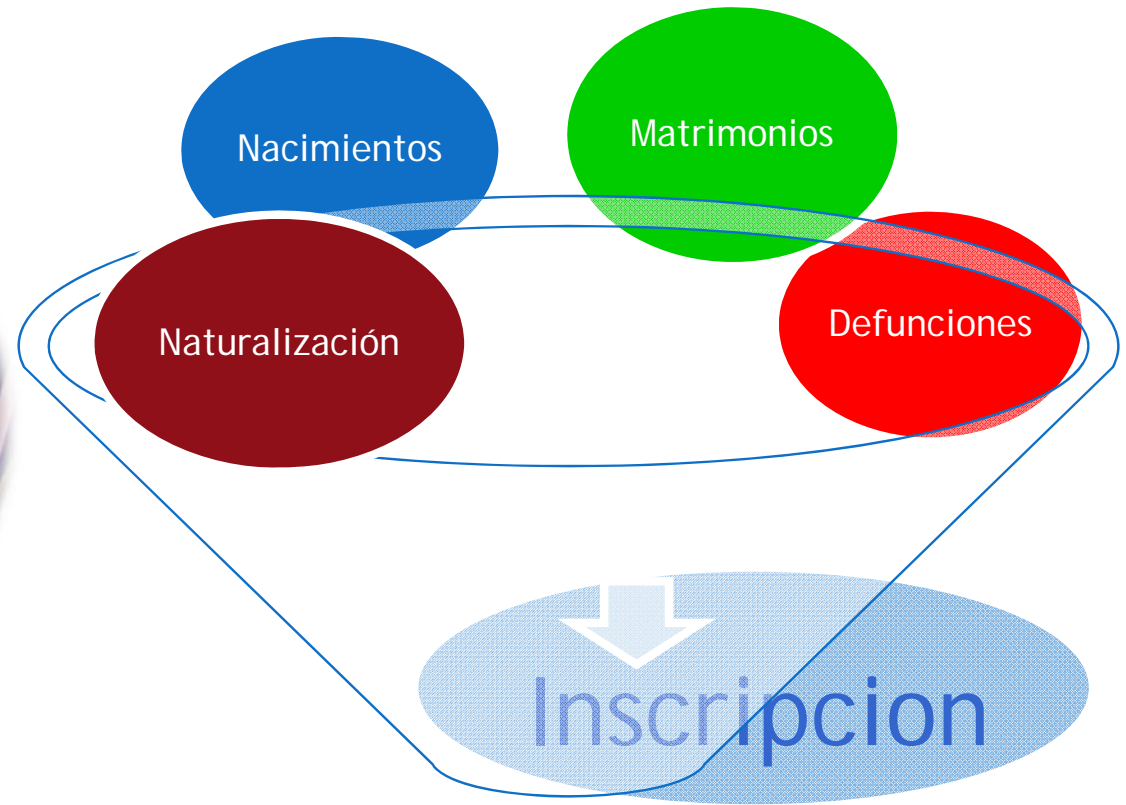 Nacimientos
Matrimonios
Naturalización
Defunciones
Inscripcion